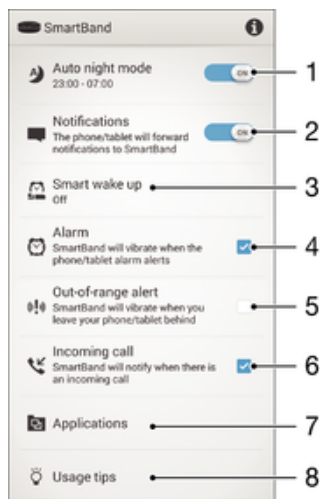 SmartBand
Auto night mode
23:00 - 07:00
ON
1
Notifications
The phone/tablet will forward
notifications to SmartBand
ON
2
Smart wake up
Off
3
Alarm
SmartBand will vibrate when the
phone/tablet alarm alerts
4
Out-of-range alert
SmartBand will vibrate when you
leave your phone/tablet behind
5
Incoming call
SmartBand will notify when there is
an incoming call
6
Applications
7
Usage tips
8